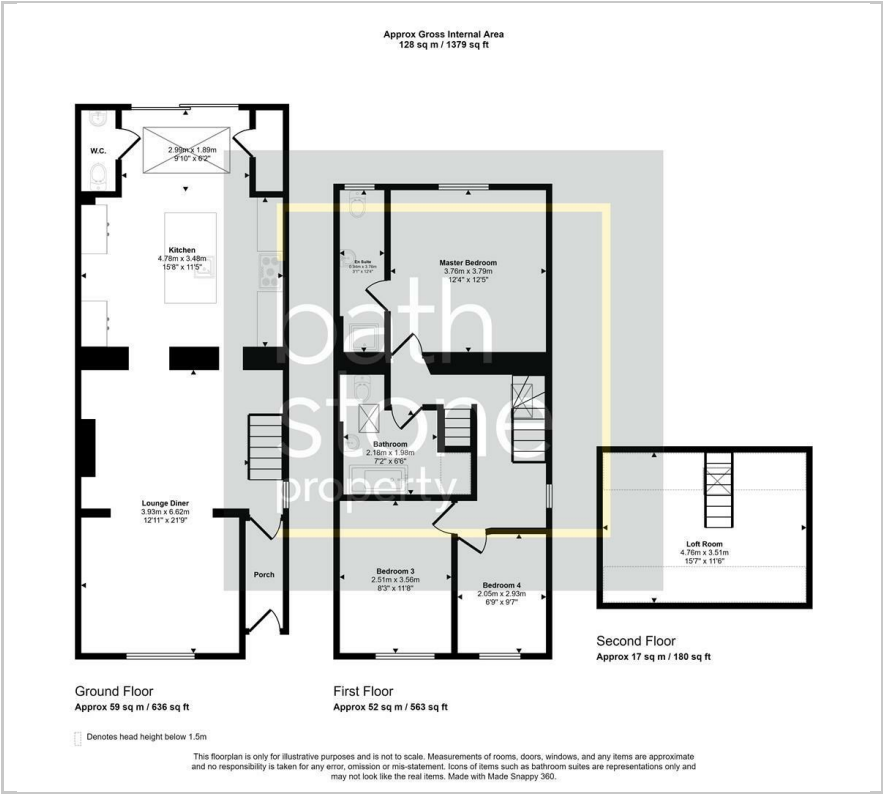 Approx Gross Internal Area
128 sq m / 1379 sq ft
W.C.
2.99m x 1.89m
9'10" x 6'2"
Kitchen
4.78m x 3.48m
15'8" x 11'5"
En Suite
0.94m x 3.76m
3'1" x 12'4"
Master Bedroom
3.76m x 3.79m
12'4" x 12'5"
bath
stone
property
Bathroom
2.18m x 1.98m
7'2" x 6'6"
Lounge Diner
3.93m x 6.62m
12'11" x 21'9"
Porch
Bedroom 3
2.51m x 3.56m
8'3" x 11'8"
Bedroom 4
2.05m x 2.93m
6'9" x 9'7"
Loft Room
4.76m x 3.51m
15'7" x 11'6"
Second Floor
Approx 17 sq m / 180 sq ft
Ground Floor
Approx 59 sq m / 636 sq ft
First Floor
Approx 52 sq m / 563 sq ft
Denotes head height below 1.5m
This floorplan is only for illustrative purposes and is not to scale. Measurements of rooms, doors, windows, and any items are approximate
and no responsibility is taken for any error, omission or mis-statement. Icons of items such as bathroom suites are representations only and
may not look like the real items. Made with Made Snappy 360.